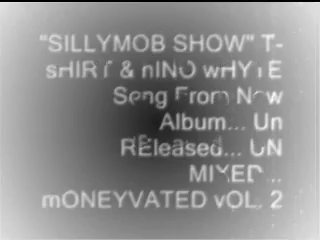 "SILLYMOB SHOW" T-
sHIRT & nINO wHYTE
Song From New
Album... Un
REleased... UN
MIXED...
mONEYVATED vOL. 2